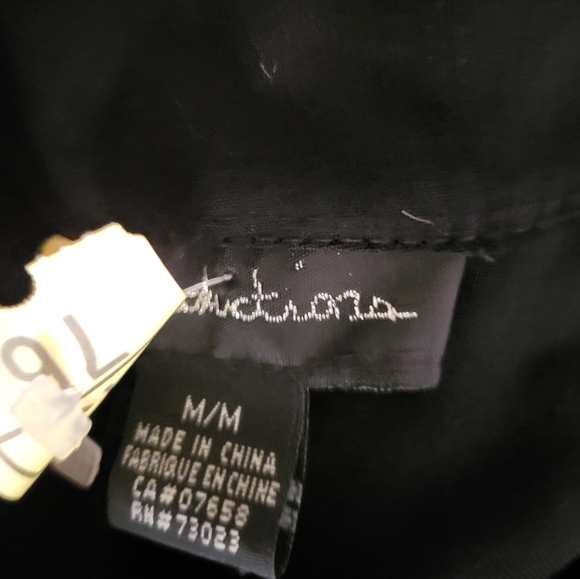 M/M
MADE IN CHINA
FABRIQUE EN CHINE
CA#07658
RN#73023